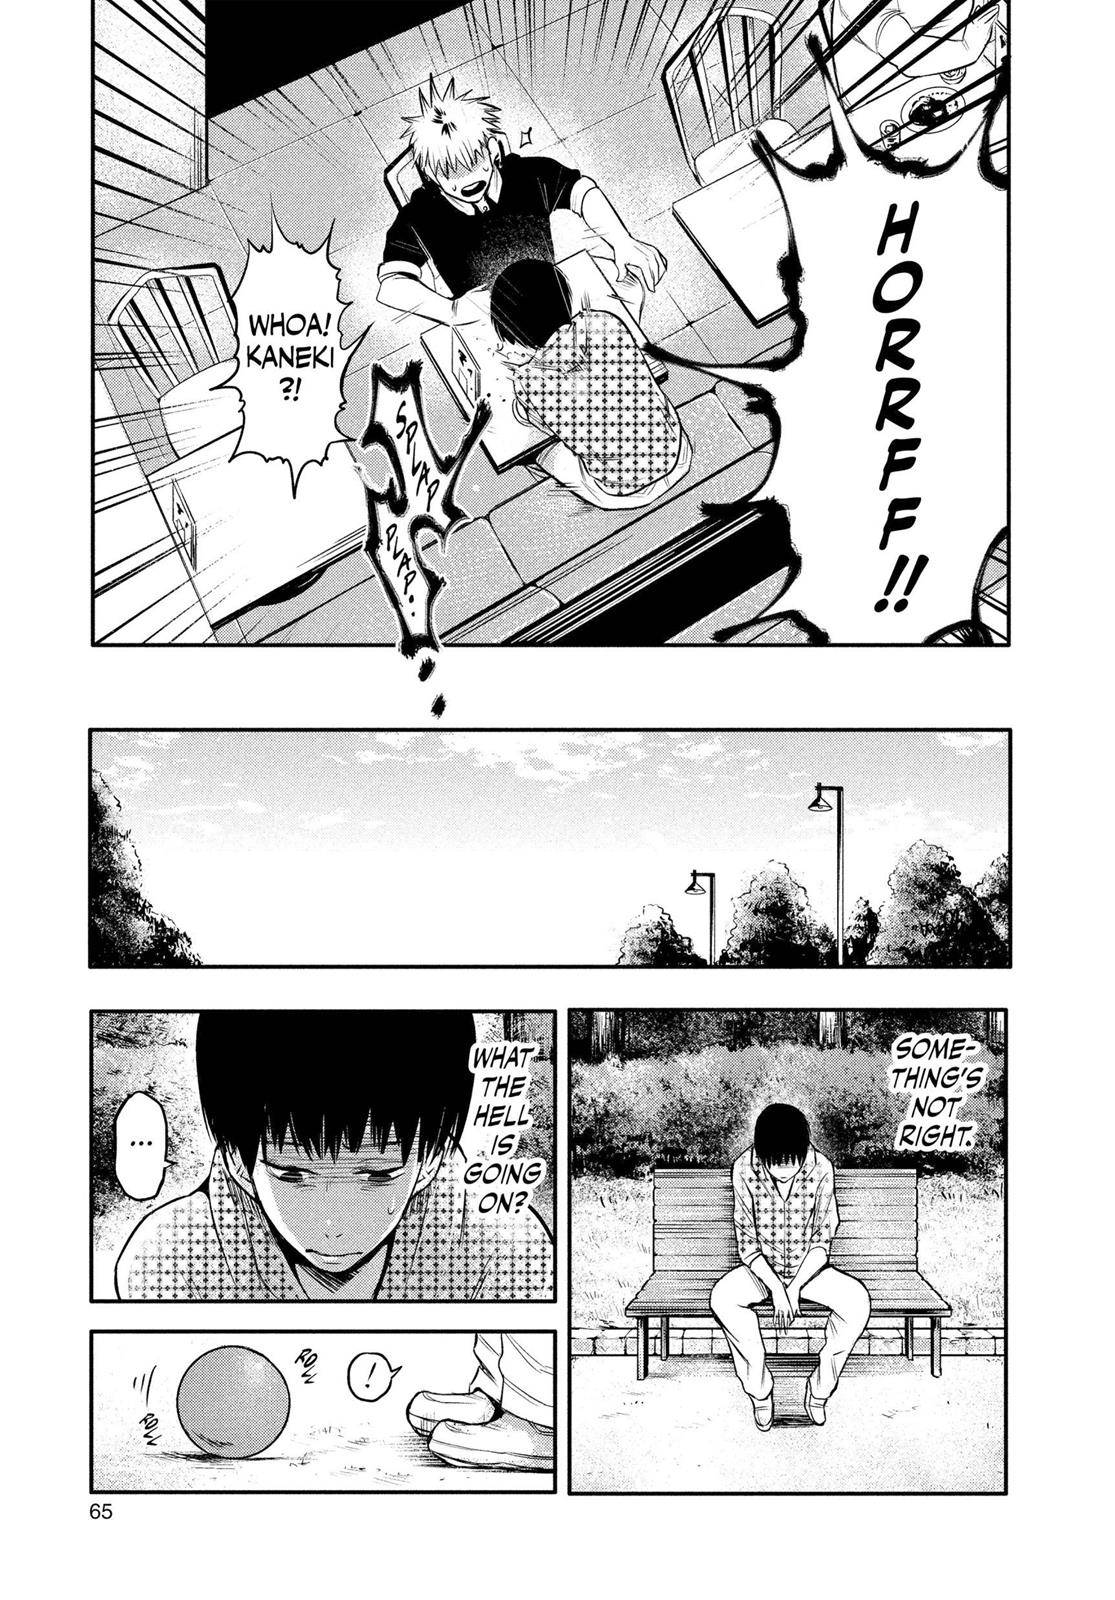 HORRFF!!
WHOA!
KANEKI
?!
SPLAP
PLAP..
SOME-
THING'S
NOT
RIGHT.
WHAT
THE
HELL
IS
GOING
ON?
...
!
ROLL
ROLL
65